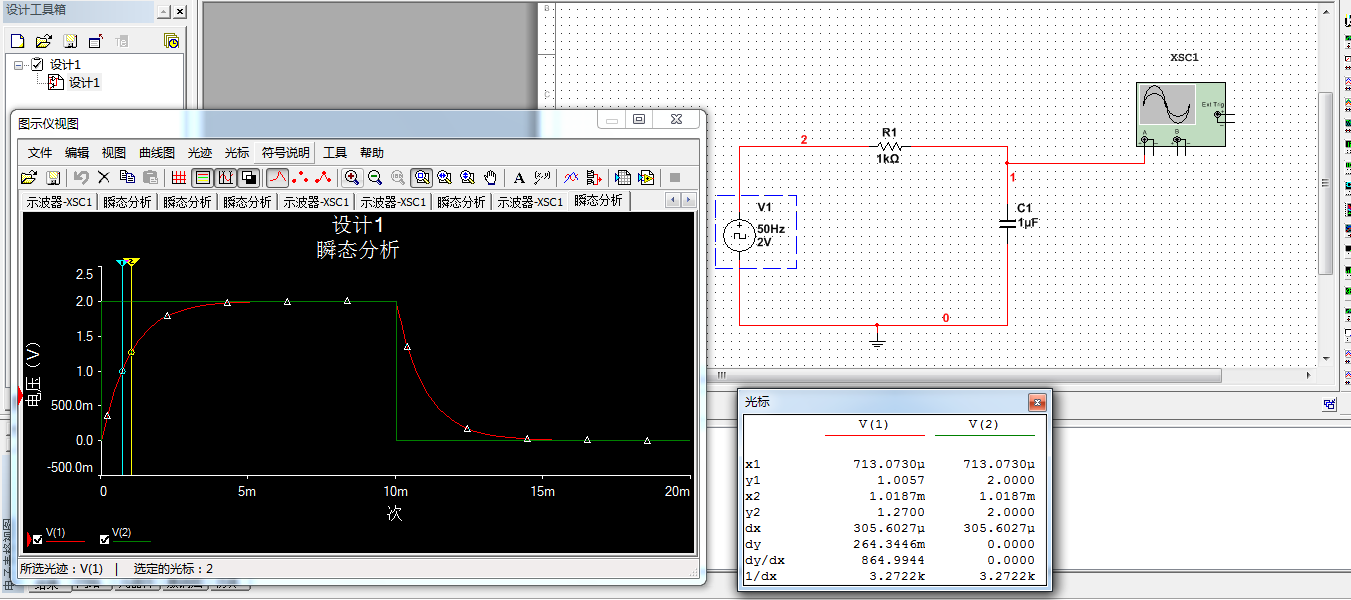 设计工具箱
设计1
设计1
图示仪视图
文件 编辑 视图 曲线图 光迹 光标 符号说明 工具 帮助
示波器-XSC1 瞬态分析 瞬态分析 瞬态分析 示波器-XSC1 示波器-XSC1 瞬态分析 示波器-XSC1 瞬态分析
设计1
瞬态分析
电压（V）
2.5
2.0
1.5
1.0
500.0m
0.0
-500.0m
0 5m 10m 15m 20m
次
V(1) V(2)
所选光迹：V(1) | 选定的光标：2
XSC1
Ext Trig
A B
2
R1
1kΩ
1
V1
50Hz
2V
C1
1µF
0
光标
V(1) V(2)
x1 713.0730µ 713.0730µ
y1 1.0057 2.0000
x2 1.0187m 1.0187m
y2 1.2700 2.0000
dx 305.6027µ 305.6027µ
dy 264.3446m 0.0000
dy/dx 864.9944 0.0000
1/dx 3.2722k 3.2722k